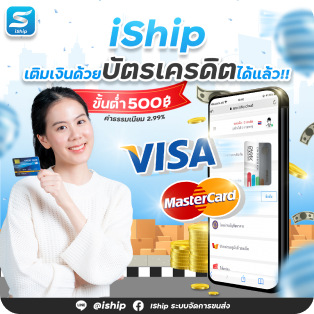 iShip
iShip
เติมเงินด้วยบัตรเครดิตได้แล้ว!!
ขั้นต่ำ 500฿
ค่าธรรมเนียม 2.99%
VISA
MasterCard
@iship iShip ระบบจัดการขนส่ง